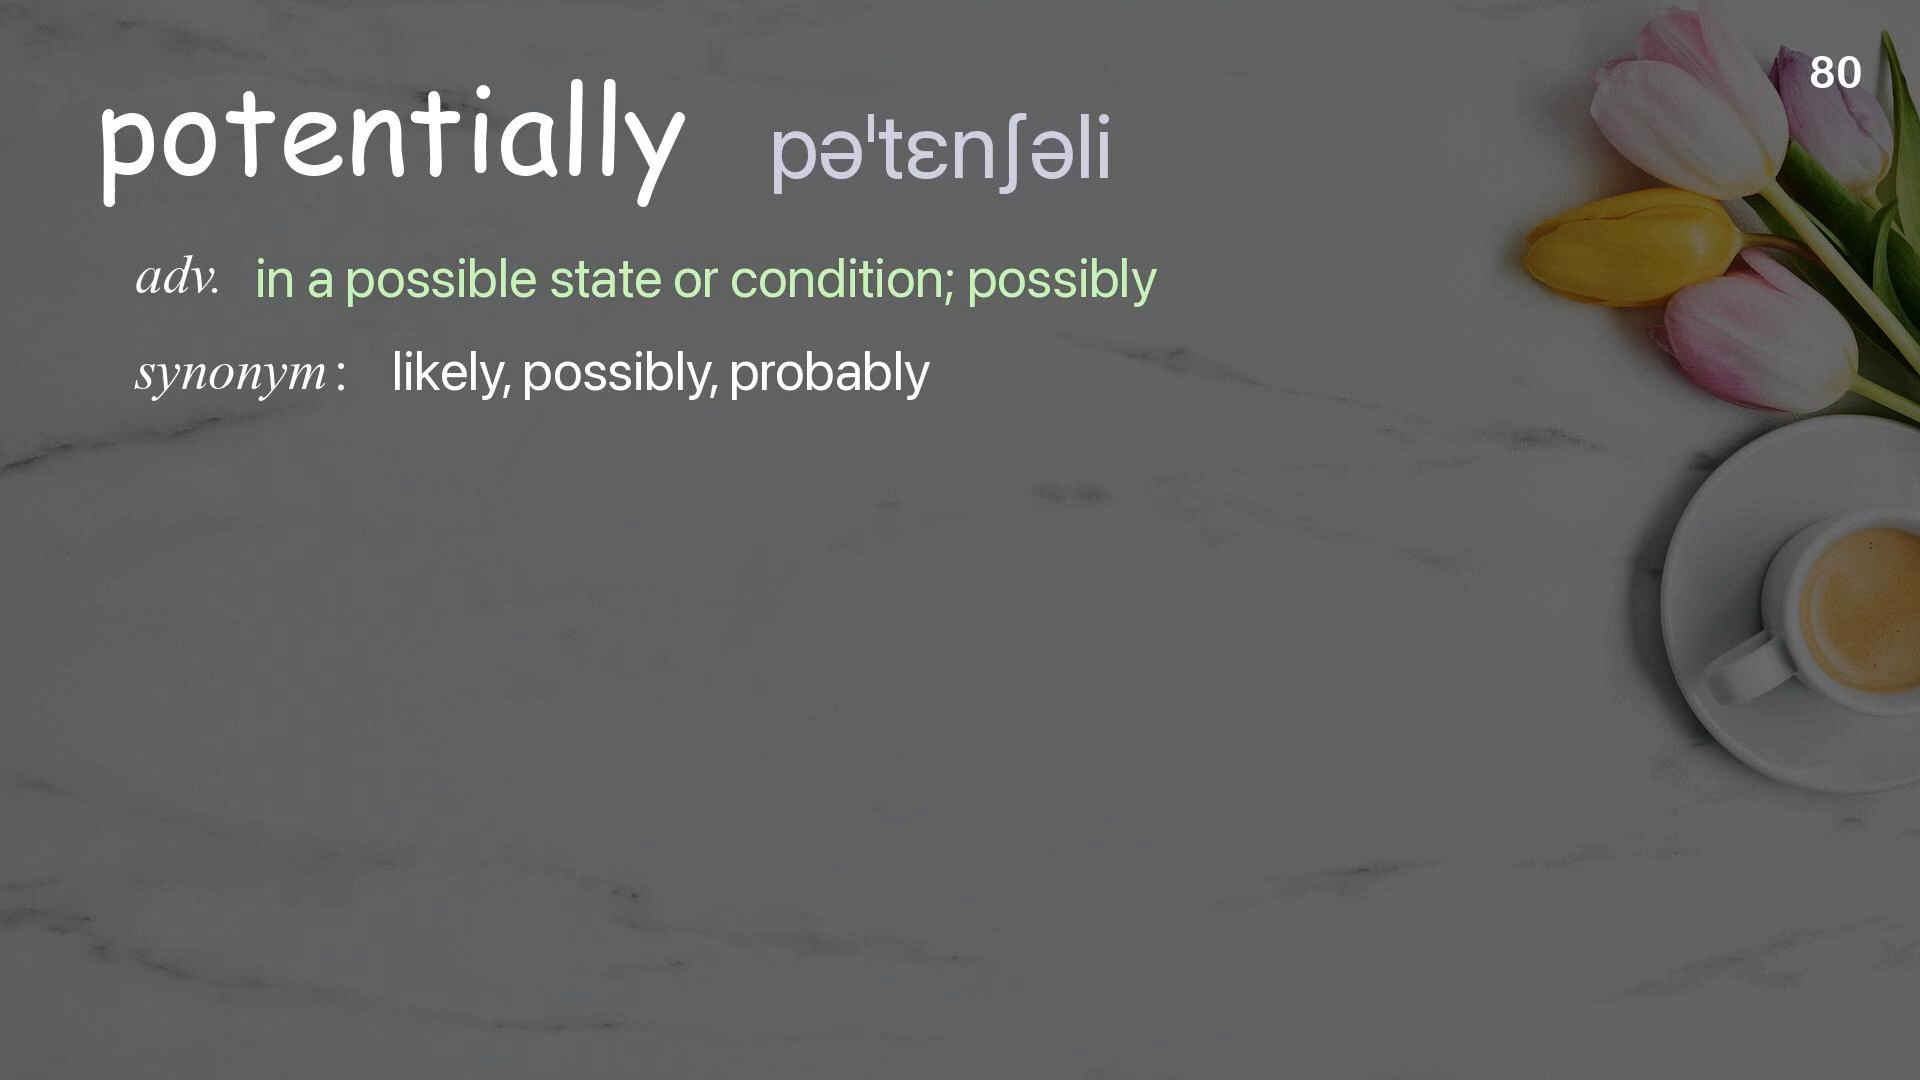 80
potentially pəˈtɛnʃəli
adv. in a possible state or condition; possibly
synonym : likely, possibly, probably